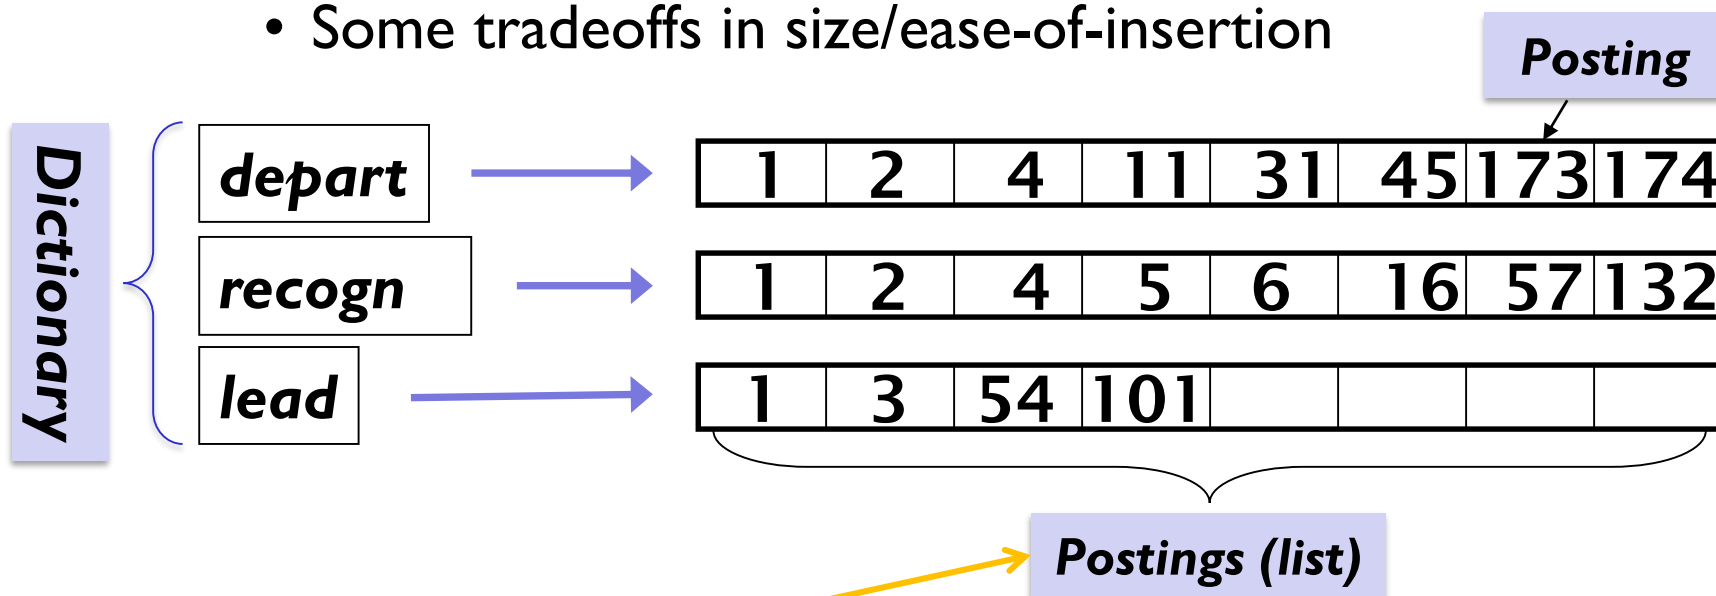 • Some tradeoffs in size/ease-of-insertion
Posting
Dictionary
depart 1 2 4 11 31 45 173 174
recogn 1 2 4 5 6 16 57 132
lead 1 3 54 101
Postings (list)